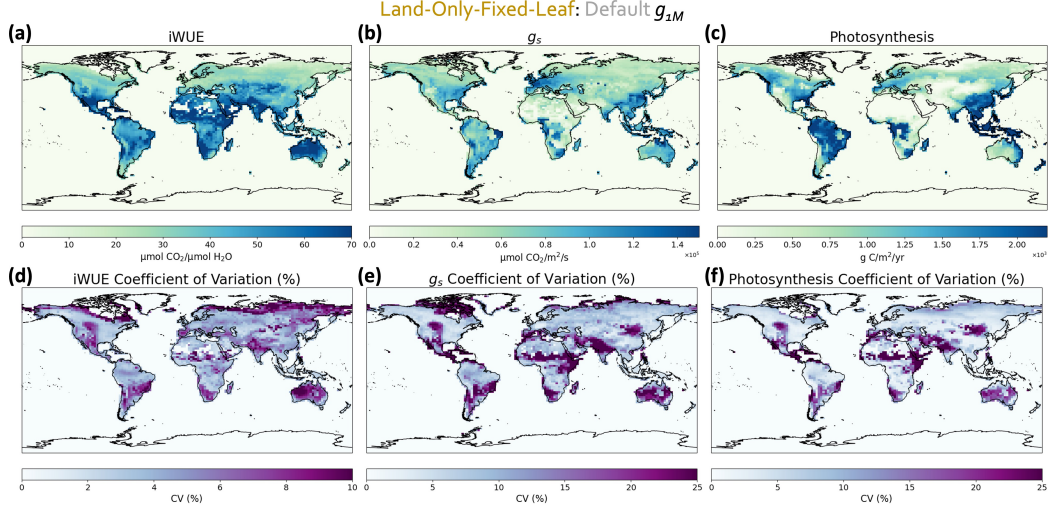 Land-Only-Fixed-Leaf: Default g1M
(a) iWUE
(b) gs
(c) Photosynthesis
0 10 20 30 40 50 60 70
μmol CO2/μmol H2O
0.0 0.2 0.4 0.6 0.8 1.0 1.2 1.4
×10⁵
μmol CO2/m²/s
0.00 0.25 0.50 0.75 1.00 1.25 1.50 1.75 2.00
×10³
g C/m²/yr
(d) iWUE Coefficient of Variation (%)
(e) gs Coefficient of Variation (%)
(f) Photosynthesis Coefficient of Variation (%)
0 2 4 6 8 10
CV (%)
0 5 10 15 20 25
CV (%)
0 5 10 15 20 25
CV (%)